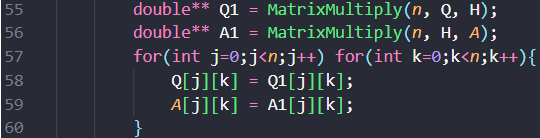 55 double** Q1 = MatrixMultiply(n, Q, H);
56 double** A1 = MatrixMultiply(n, H, A);
57 for(int j=0;j<n;j++) for(int k=0;k<n;k++){
58 Q[j][k] = Q1[j][k];
59 A[j][k] = A1[j][k];
60 }